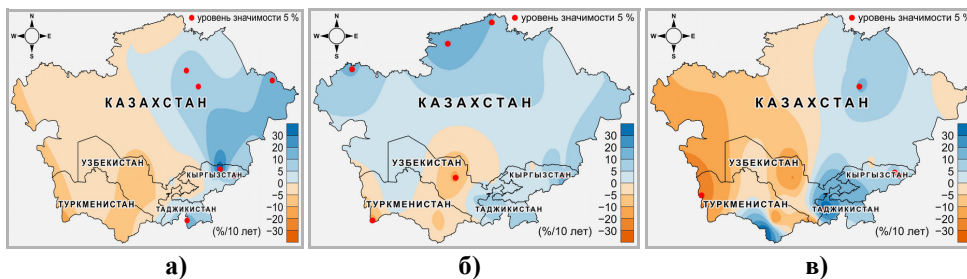 N
W E
S
уровень значимости 5 %
КАЗАХСТАН
УЗБЕКИСТАН
КЫРГЫЗСТАН
ТУРКМЕНИСТАН
ТАДЖИКИСТАН
30
20
10
5
0
−5
−10
−20
−30
(%/10 лет)
а)
N
W E
S
уровень значимости 5 %
КАЗАХСТАН
УЗБЕКИСТАН
КЫРГЫЗСТАН
ТУРКМЕНИСТАН
ТАДЖИКИСТАН
30
20
10
5
0
−5
−10
−20
−30
(%/10 лет)
б)
N
W E
S
уровень значимости 5 %
КАЗАХСТАН
УЗБЕКИСТАН
КЫРГЫЗСТАН
ТУРКМЕНИСТАН
ТАДЖИКИСТАН
30
20
10
5
0
−5
−10
−20
−30
(%/10 лет)
в)